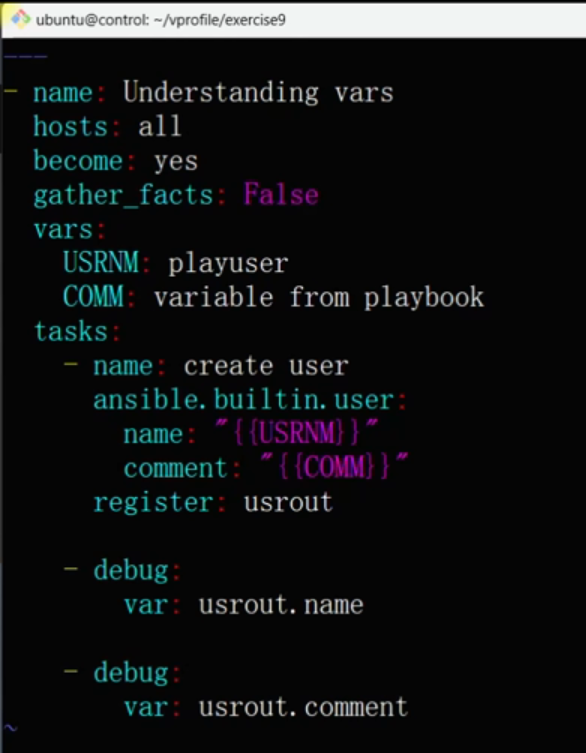 ubuntu@control: ~/vprofile/exercise9
---
- name: Understanding vars
  hosts: all
  become: yes
  gather_facts: False
  vars:
    USRNM: playuser
    COMM: variable from playbook
  tasks:
    - name: create user
      ansible.builtin.user:
        name: "{{USRNM}}"
        comment: "{{COMM}}"
      register: usrout

    - debug:
        var: usrout.name

    - debug:
        var: usrout.comment
~